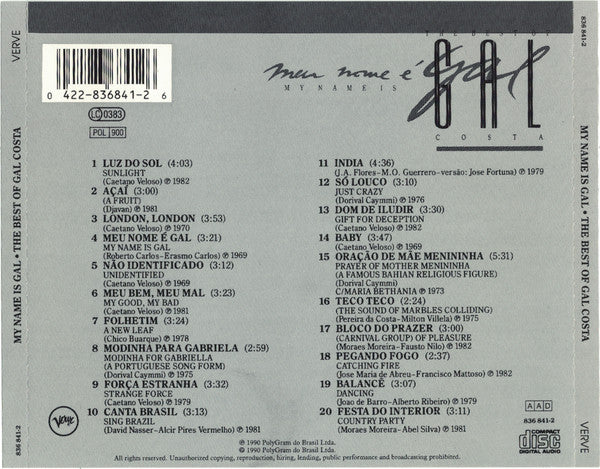 836 841-2
VERVE
MY NAME IS GAL • THE BEST OF GAL COSTA
VERVE
836 841-2
0 422-836841-2 6
LC 0383
POL 900
THE BEST OF
meu nome é Gal
MY NAME IS
GAL
COSTA
1 LUZ DO SOL (4:03)
SUNLIGHT
(Caetano Veloso) ℗ 1982
2 AÇAÍ (3:00)
(A FRUIT)
(Djavan) ℗ 1981
3 LONDON, LONDON (3:53)
(Caetano Veloso) ℗ 1970
4 MEU NOME É GAL (3:21)
MY NAME IS GAL
(Roberto Carlos-Erasmo Carlos) ℗ 1969
5 NÃO IDENTIFICADO (3:12)
UNIDENTIFIED
(Caetano Veloso) ℗ 1969
6 MEU BEM, MEU MAL (3:23)
MY GOOD, MY BAD
(Caetano Veloso) ℗ 1981
7 FOLHETIM (3:24)
A NEW LEAF
(Chico Buarque) ℗ 1978
8 MODINHA PARA GABRIELA (2:59)
MODINHA FOR GABRIELLA
(A PORTUGUESE SONG FORM)
(Dorival Caymmi) ℗ 1975
9 FORÇA ESTRANHA (3:32)
STRANGE FORCE
(Caetano Veloso) ℗ 1979
10 CANTA BRASIL (3:13)
SING BRAZIL
(David Nasser-Alcir Pires Vermelho) ℗ 1981
11 INDIA (4:36)
(J.A. Flores-M.O. Guerrero-versão: Jose Fortuna) ℗ 1979
12 SÓ LOUCO (3:10)
JUST CRAZY
(Dorival Caymmi) ℗ 1976
13 DOM DE ILUDIR (3:30)
GIFT FOR DECEPTION
(Caetano Veloso) ℗ 1982
14 BABY (3:47)
(Caetano Veloso) ℗ 1969
15 ORAÇÃO DE MÃE MENININHA (5:31)
PRAYER OF MOTHER MENININHA
(A FAMOUS BAHIAN RELIGIOUS FIGURE)
(Dorival Caymmi)
C/MARIA BETHANIA ℗ 1973
16 TECO TECO (2:24)
(THE SOUND OF MARBLES COLLIDING)
(Pereira da Costa-Milton Villela) ℗ 1975
17 BLOCO DO PRAZER (3:00)
(CARNIVAL GROUP) OF PLEASURE
(Moraes Moreira-Fausto Nilo) ℗ 1982
18 PEGANDO FOGO (2:37)
CATCHING FIRE
(Jose Maria de Abreu-Francisco Mattoso) ℗ 1982
19 BALANCÊ (3:07)
DANCING
(Joao de Barro-Alberto Ribeiro) ℗ 1979
20 FESTA DO INTERIOR (3:11)
COUNTRY PARTY
(Moraes Moreira-Abel Silva) ℗ 1981
Verve
AAD
836 841-2
COMPACT
disc
DIGITAL AUDIO
℗ 1990 PolyGram do Brasil Ltda.
© 1990 PolyGram do Brasil Ltda.
All Rights Reserved. Unauthorized copying, reproduction, hiring, lending, public performance and broadcasting prohibited.
MY NAME IS GAL • THE BEST OF GAL COSTA
836 841-2